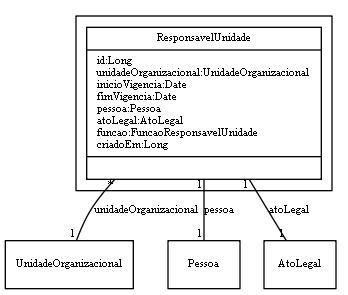 ResponsavelUnidade
id:Long
unidadeOrganizacional:UnidadeOrganizacional
inicioVigencia:Date
fimVigencia:Date
pessoa:Pessoa
atoLegal:AtoLegal
funcao:FuncaoResponsavelUnidade
criadoEm:Long
* 1 1
unidadeOrganizacional pessoa atoLegal
1 1 1
UnidadeOrganizacional Pessoa AtoLegal